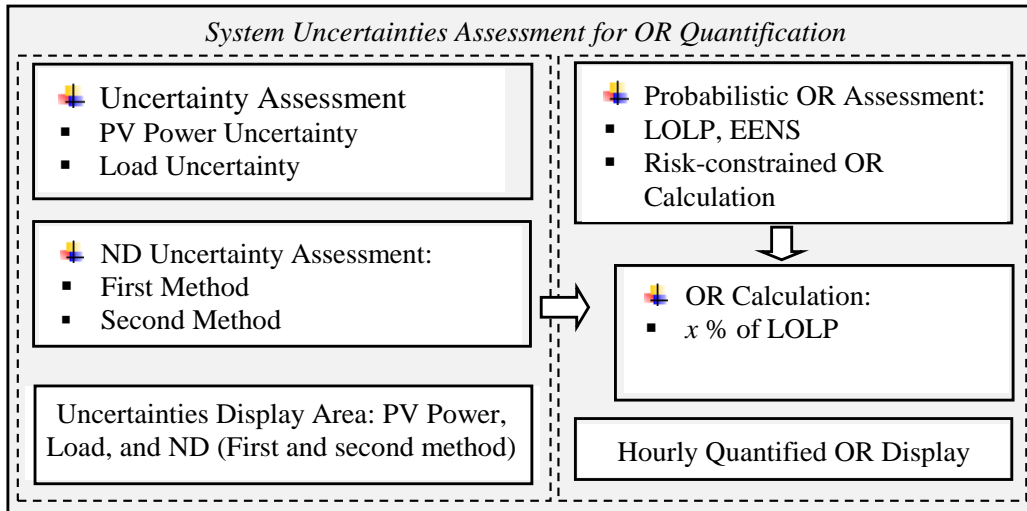 System Uncertainties Assessment for OR Quantification
Uncertainty Assessment
▪ PV Power Uncertainty
▪ Load Uncertainty
ND Uncertainty Assessment:
▪ First Method
▪ Second Method
Uncertainties Display Area: PV Power,
Load, and ND (First and second method)
Probabilistic OR Assessment:
▪ LOLP, EENS
▪ Risk-constrained OR
Calculation
OR Calculation:
▪ x % of LOLP
Hourly Quantified OR Display